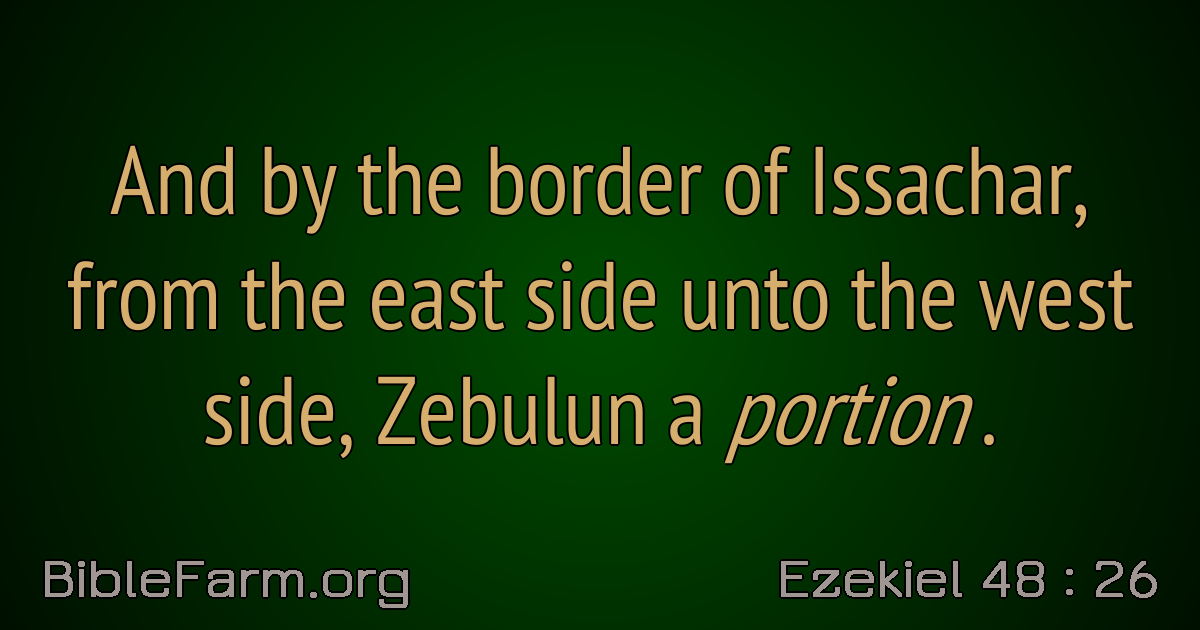 And by the border of Issachar,
from the east side unto the west
side, Zebulun a portion.
BibleFarm.org
Ezekiel 48 : 26